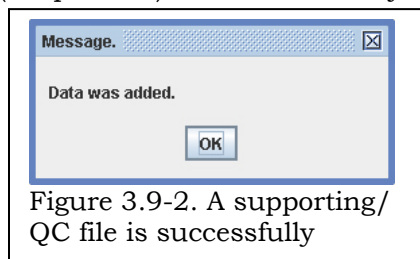 Message.
Data was added.
OK
Figure 3.9-2. A supporting/
QC file is successfully